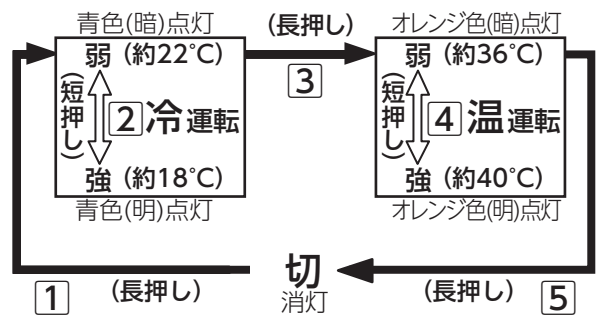 青色(暗)点灯
(長押し)
オレンジ色(暗)点灯
弱 (約22°C)
3
弱 (約36°C)
(短押し)
2 冷運転
(短押し)
4 温運転
強 (約18°C)
強 (約40°C)
青色(明)点灯
オレンジ色(明)点灯
切
1
(長押し)
消灯
(長押し)
5